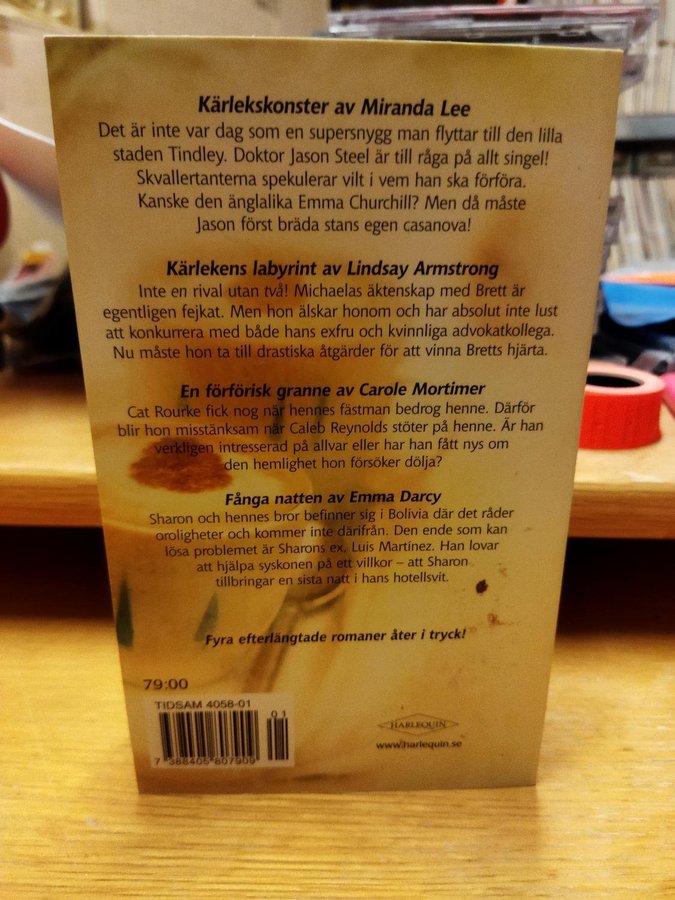 Kärlekskonster av Miranda Lee
Det är inte var dag som en supersnygg man flyttar till den lilla
staden Tindley. Doktor Jason Steel är till råga på allt singel!
Skvallertanterna spekulerar vilt i vem han ska förföra.
Kanske den änglalika Emma Churchill? Men då måste
Jason först bräda stans egen casanova!
Kärlekens labyrint av Lindsay Armstrong
Inte en rival utan två! Michaelas äktenskap med Brett är
egentligen fejkat. Men hon älskar honom och har absolut inte lust
att konkurrera med både hans exfru och kvinnliga advokatkollega.
Nu måste hon ta till drastiska åtgärder för att vinna Bretts hjärta.
En förförisk granne av Carole Mortimer
Cat Rourke fick nog när hennes fästman bedrog henne. Därför
blir hon misstänksam när Caleb Reynolds stöter på henne. Är han
verkligen intresserad på allvar eller har han fått nys om
den hemlighet hon försöker dölja?
Fånga natten av Emma Darcy
Sharon och hennes bror befinner sig i Bolivia där det råder
oroligheter och kommer inte därifrån. Den ende som kan
lösa problemet är Sharons ex, Luis Martínez. Han lovar
att hjälpa syskonen på ett villkor – att Sharon
tillbringar en sista natt i hans hotellsvit.
Fyra efterlängtade romaner åter i tryck!
79:00
TIDSAM 4058-01
01
7 388405 807909
HARLEQUIN
www.harlequin.se